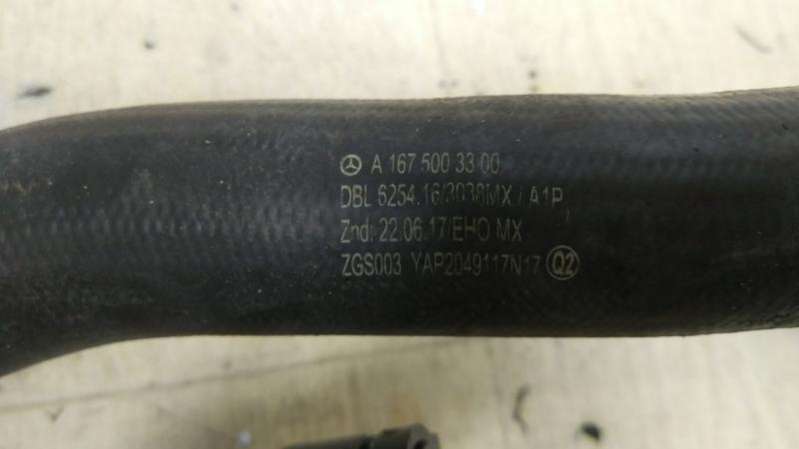 A 167 500 33 00
DBL 6254.16/3038MX / A1P
Znd: 22.06.17/EHO MX
ZGS003 YAP2049117N17 Q2